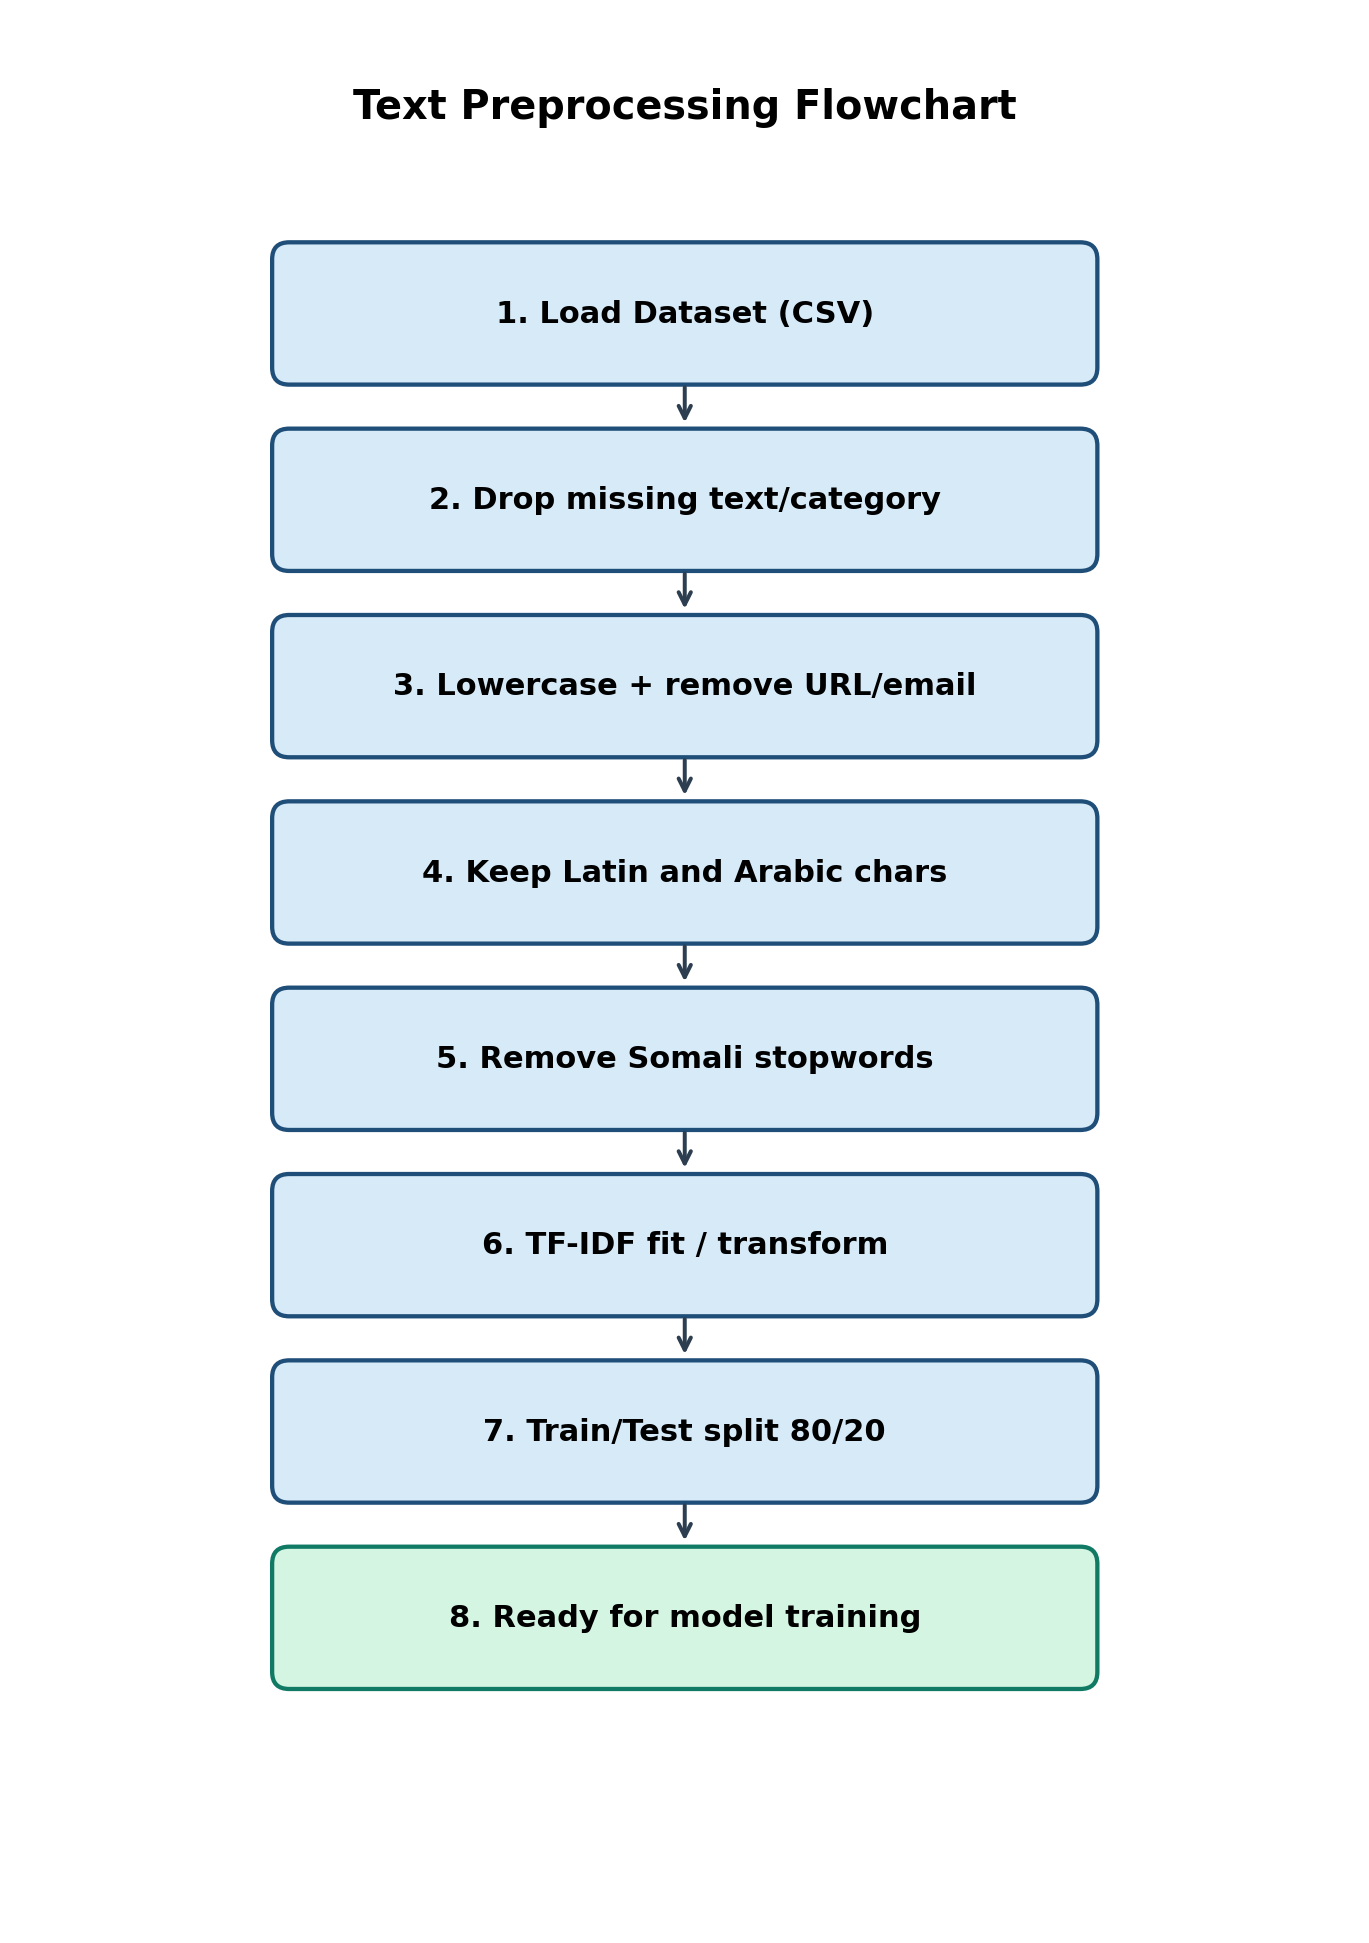 Text Preprocessing Flowchart
1. Load Dataset (CSV)
2. Drop missing text/category
3. Lowercase + remove URL/email
4. Keep Latin and Arabic chars
5. Remove Somali stopwords
6. TF-IDF fit / transform
7. Train/Test split 80/20
8. Ready for model training